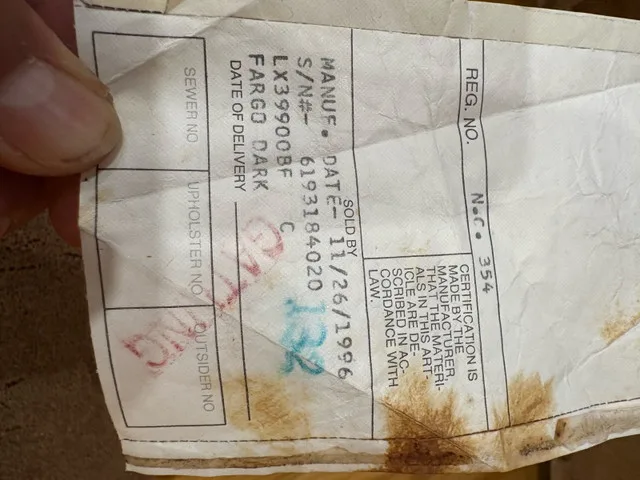 REG. NO. N.C. 354
CERTIFICATION IS
MADE BY THE
MANUFACTURER
THAT THE MATERI-
ALS IN THIS ART-
ICLE ARE DE-
SCRIBED IN AC-
CORDANCE WITH
LAW.
SOLD BY
MANUF. DATE- 11/26/1996
S/N#- 6193184020
LX39900BF C
FARGO DARK
132
DATE OF DELIVERY
SEWER NO
UPHOLSTER NO
OUTSIDER NO